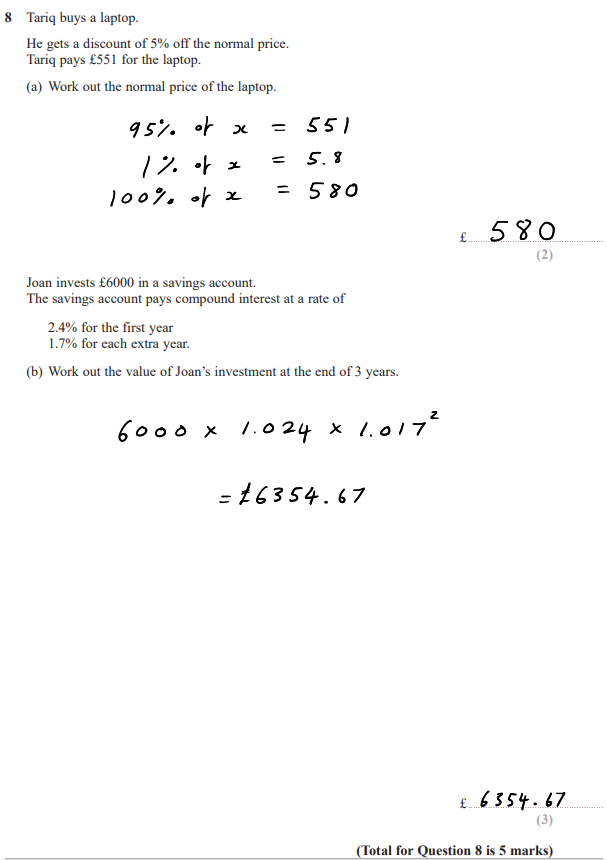 8 Tariq buys a laptop.
He gets a discount of 5% off the normal price.
Tariq pays £551 for the laptop.
(a) Work out the normal price of the laptop.
95% of x = 551
1% of x = 5.8
100% of x = 580
£ 580
(2)
Joan invests £6000 in a savings account.
The savings account pays compound interest at a rate of
2.4% for the first year
1.7% for each extra year.
(b) Work out the value of Joan's investment at the end of 3 years.
6000 × 1.024 × 1.017²
= £6354.67
£ 6354.67
(3)
(Total for Question 8 is 5 marks)